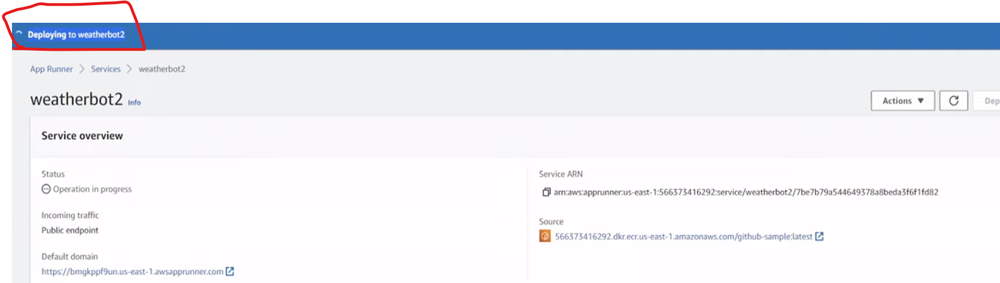 Deploying to weatherbot2
App Runner > Services > weatherbot2
weatherbot2 Info
Actions ▼
Dep
Service overview
Status
Operation in progress
Incoming traffic
Public endpoint
Default domain
https://bmgkppf9un.us-east-1.awsapprunner.com
Service ARN
arn:aws:apprunner:us-east-1:566373416292:service/weatherbot2/7be7b79a544649378a8beda3f6f1fd82
Source
566373416292.dkr.ecr.us-east-1.amazonaws.com/github-sample:latest